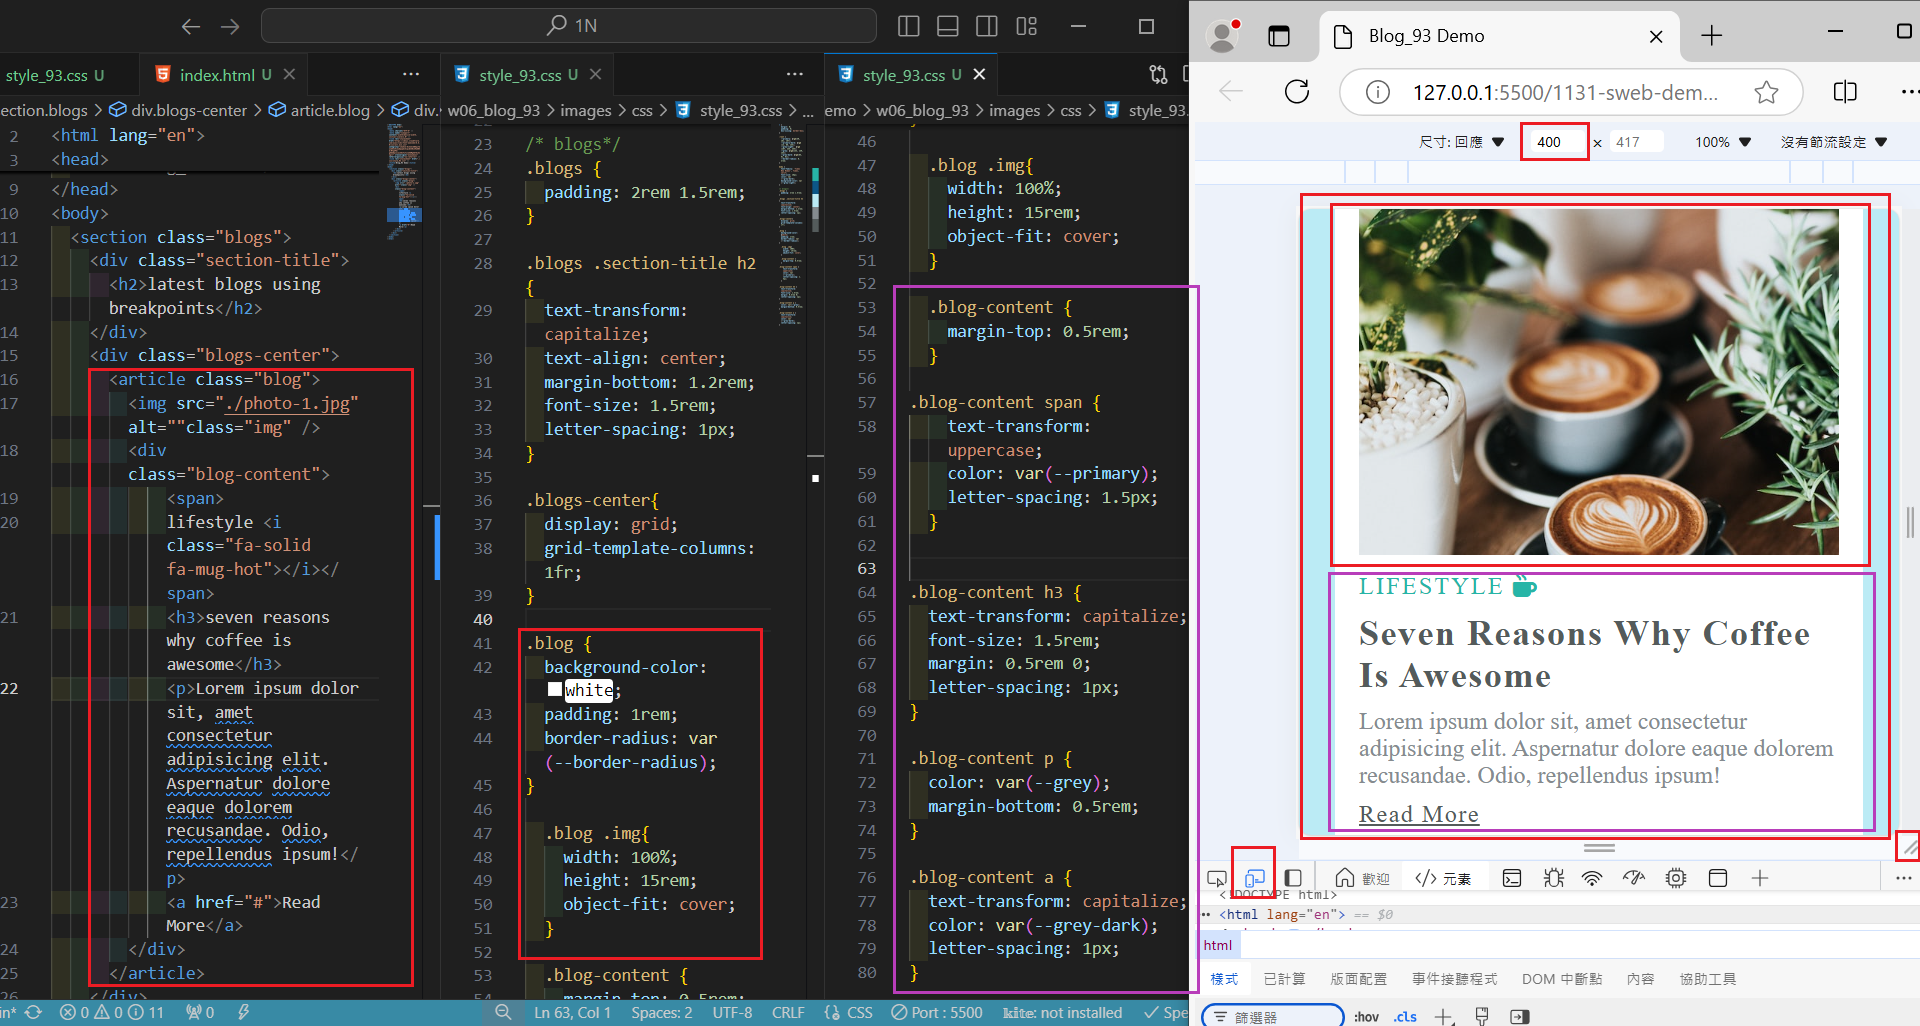 1N
style_93.css U
index.html U
ection.blogs > div.blogs-center > article.blog > div.
2 <html lang="en">
3 <head>
9 </head>
10 <body>
11 <section class="blogs">
12 <div class="section-title">
13 <h2>latest blogs using
breakpoints</h2>
14 </div>
15 <div class="blogs-center">
16 <article class="blog">
17 <img src="./photo-1.jpg"
alt=""class="img" />
18 <div
class="blog-content">
19 <span>
20 lifestyle <i
class="fa-solid
fa-mug-hot"></i></
span>
21 <h3>seven reasons
why coffee is
awesome</h3>
22 <p>Lorem ipsum dolor
sit, amet
consectetur
adipisicing elit.
Aspernatur dolore
eaque dolorem
recusandae. Odio,
repellendus ipsum!</
p>
23 <a href="#">Read
More</a>
24 </div>
25 </article>
26 </div>
style_93.css U
w06_blog_93 > images > css > style_93.css > ...
23 /* blogs*/
24 .blogs {
25 padding: 2rem 1.5rem;
26 }
27
28 .blogs .section-title h2
{
29 text-transform:
capitalize;
30 text-align: center;
31 margin-bottom: 1.2rem;
32 font-size: 1.5rem;
33 letter-spacing: 1px;
34 }
35
36 .blogs-center{
37 display: grid;
38 grid-template-columns:
1fr;
39 }
40
41 .blog {
42 background-color:
white;
43 padding: 1rem;
44 border-radius: var
(--border-radius);
45 }
46
47 .blog .img{
48 width: 100%;
49 height: 15rem;
50 object-fit: cover;
51 }
52
53 .blog-content {
54 margin-top: 0.5rem;
style_93.css U
emo > w06_blog_93 > images > css > style_93.
46
47 .blog .img{
48 width: 100%;
49 height: 15rem;
50 object-fit: cover;
51 }
52
53 .blog-content {
54 margin-top: 0.5rem;
55 }
56
57 .blog-content span {
58 text-transform:
uppercase;
59 color: var(--primary);
60 letter-spacing: 1.5px;
61 }
62
63
64 .blog-content h3 {
65 text-transform: capitalize;
66 font-size: 1.5rem;
67 margin: 0.5rem 0;
68 letter-spacing: 1px;
69 }
70
71 .blog-content p {
72 color: var(--grey);
73 margin-bottom: 0.5rem;
74 }
75
76 .blog-content a {
77 text-transform: capitalize;
78 color: var(--grey-dark);
79 letter-spacing: 1px;
80 }
in* 0 0 11 0 Ln 63, Col 1 Spaces: 2 UTF-8 CRLF CSS Port : 5500 kite: not installed Spe
Blog_93 Demo
127.0.0.1:5500/1131-sweb-dem...
尺寸: 回應 400 × 417 100% 沒有節流設定
LIFESTYLE
Seven Reasons Why Coffee
Is Awesome
Lorem ipsum dolor sit, amet consectetur
adipisicing elit. Aspernatur dolore eaque dolorem
recusandae. Odio, repellendus ipsum!
Read More
歡迎 </> 元素
<!DOCTYPE html>
<html lang="en"> == $0
html
樣式 已計算 版面配置 事件接聽程式 DOM 中斷點 內容 協助工具
篩選器 :hov .cls